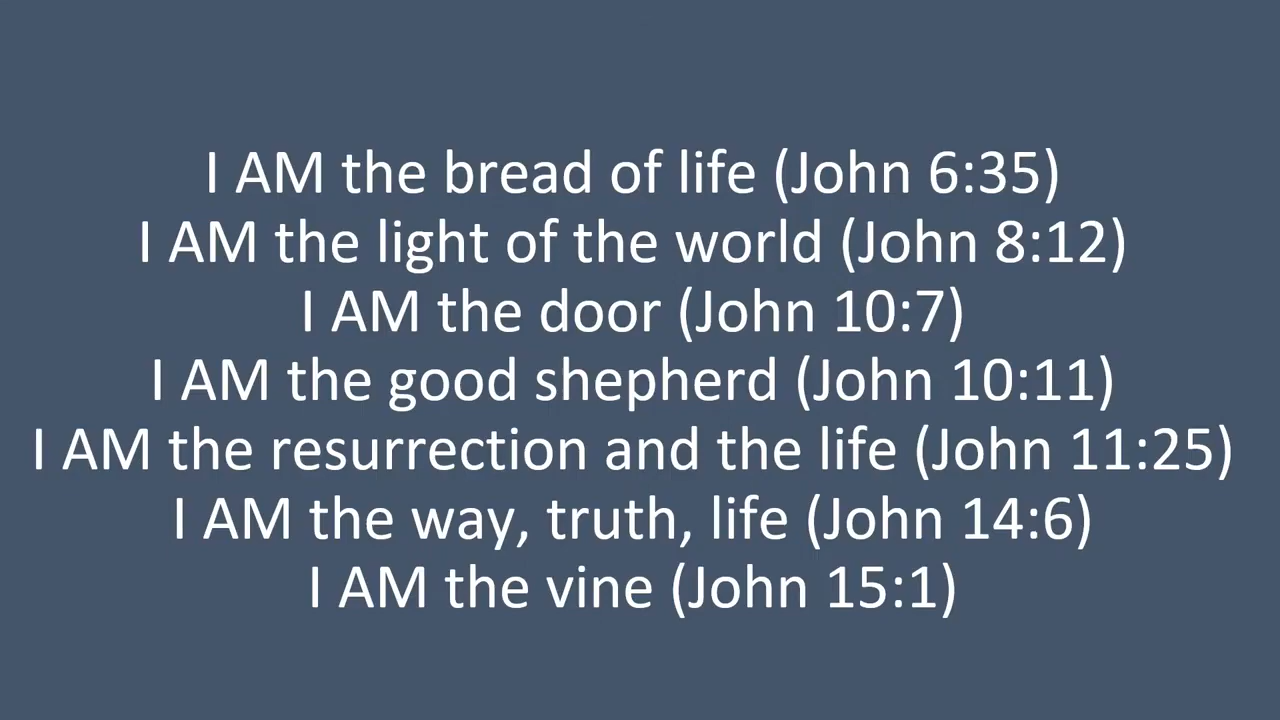 I AM the bread of life (John 6:35)
I AM the light of the world (John 8:12)
I AM the door (John 10:7)
I AM the good shepherd (John 10:11)
I AM the resurrection and the life (John 11:25)
I AM the way, truth, life (John 14:6)
I AM the vine (John 15:1)